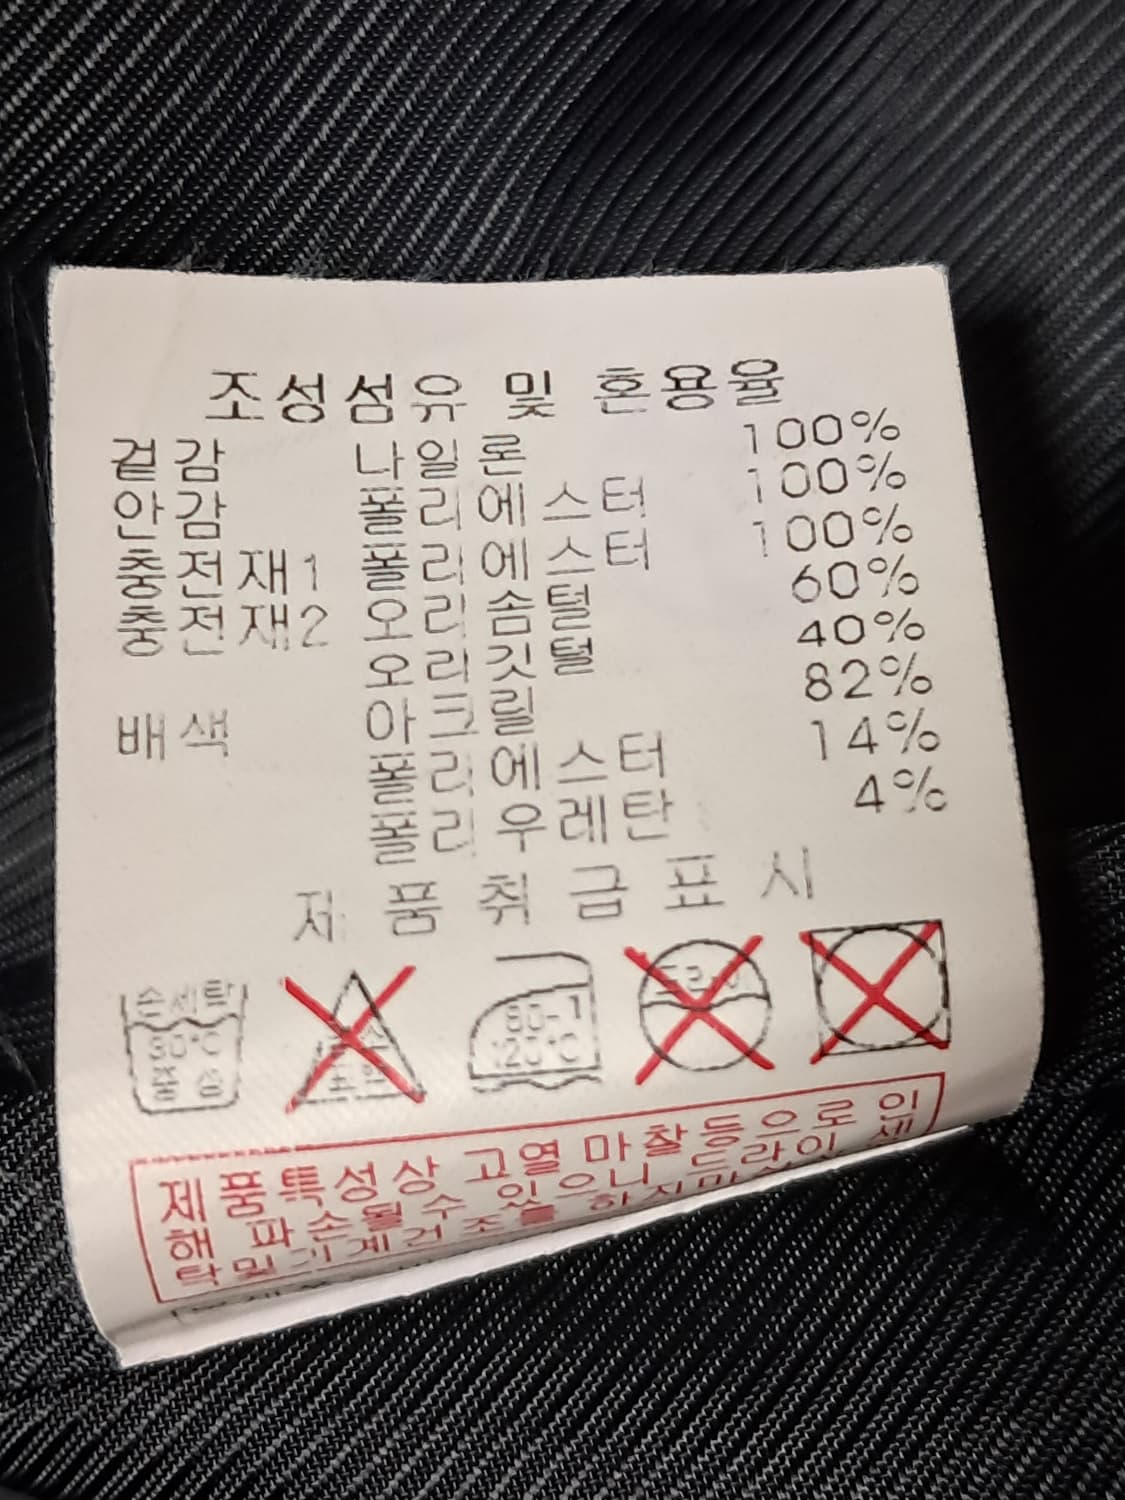 조성섬유 및 혼용율
겉감 나일론 100%
안감 폴리에스터 100%
충전재1 폴리에스터 100%
충전재2 오리솜털 60%
오리깃털 40%
배색 아크릴 82%
폴리에스터 14%
폴리우레탄 4%
제품취급표시
손세탁
30°C
중성
드라이
80-1
20°C
제품특성상 고열 마찰등으로 인
해 파손될수 있으니 드라이 세
탁및 기계건조를 하지마